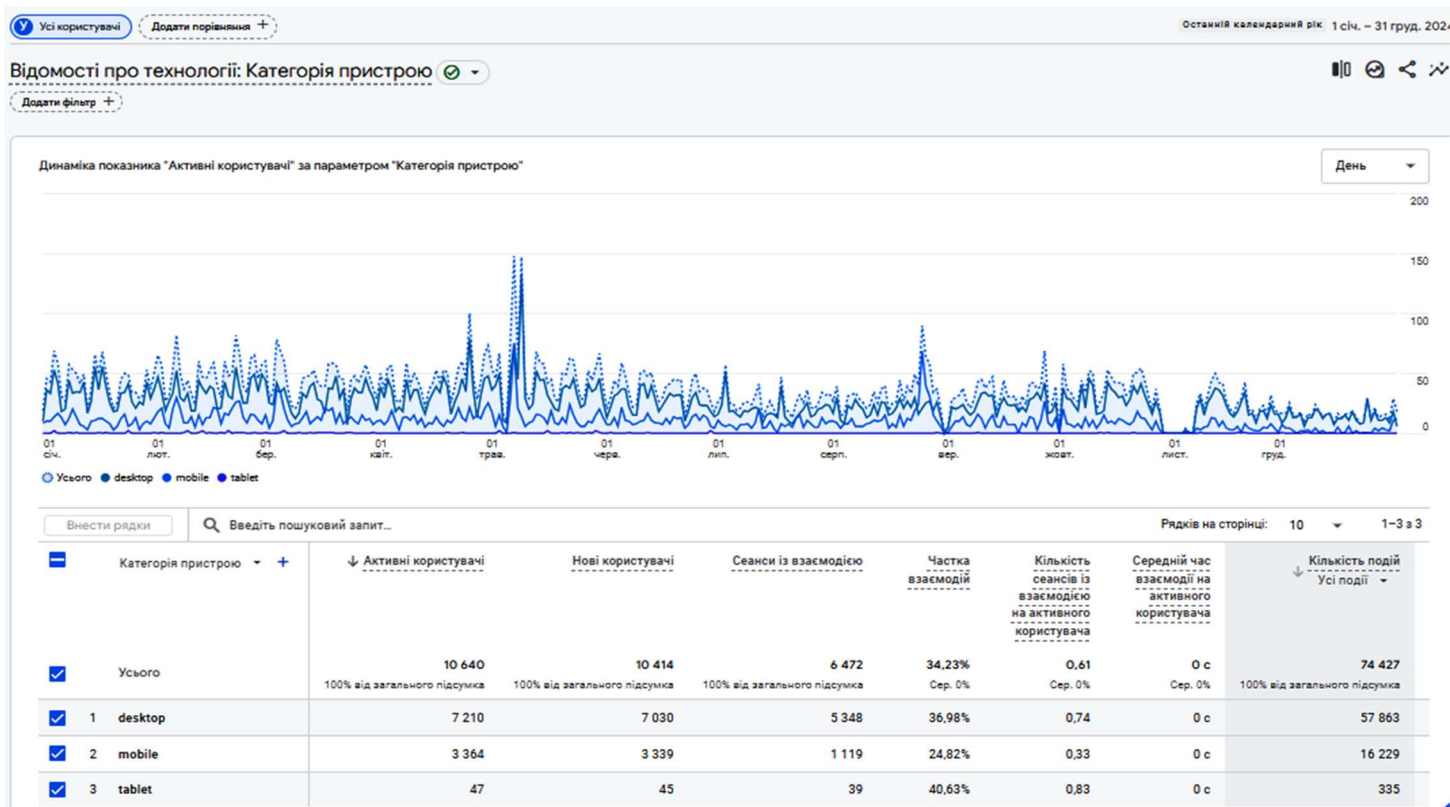 У Усі користувачі Додати порівняння + Останній календарний рік 1 січ. – 31 груд. 2024
Відомості про технології: Категорія пристрою
Додати фільтр +
Динаміка показника "Активні користувачі" за параметром "Категорія пристрою" День
200
150
100
50
0
01 01 01 01 01 01 01 01 01 01 01 01
січ. лют. бер. квіт. трав. черв. лип. серп. вер. жовт. лист. груд.
Усього desktop mobile tablet
Внести рядки Введіть пошуковий запит... Рядків на сторінці: 10 1–3 з 3
Категорія пристрою + ↓ Активні користувачі Нові користувачі Сеанси із взаємодією Частка Кількість Середній час ↓ Кількість подій
взаємодій сеансів із взаємодії на Усі події
взаємодією активного
на активного користувача
користувача
Усього 10 640 10 414 6 472 34,23% 0,61 0 с 74 427
100% від загального підсумка 100% від загального підсумка 100% від загального підсумка Сер. 0% Сер. 0% Сер. 0% 100% від загального підсумка
1 desktop 7 210 7 030 5 348 36,98% 0,74 0 с 57 863
2 mobile 3 364 3 339 1 119 24,82% 0,33 0 с 16 229
3 tablet 47 45 39 40,63% 0,83 0 с 335